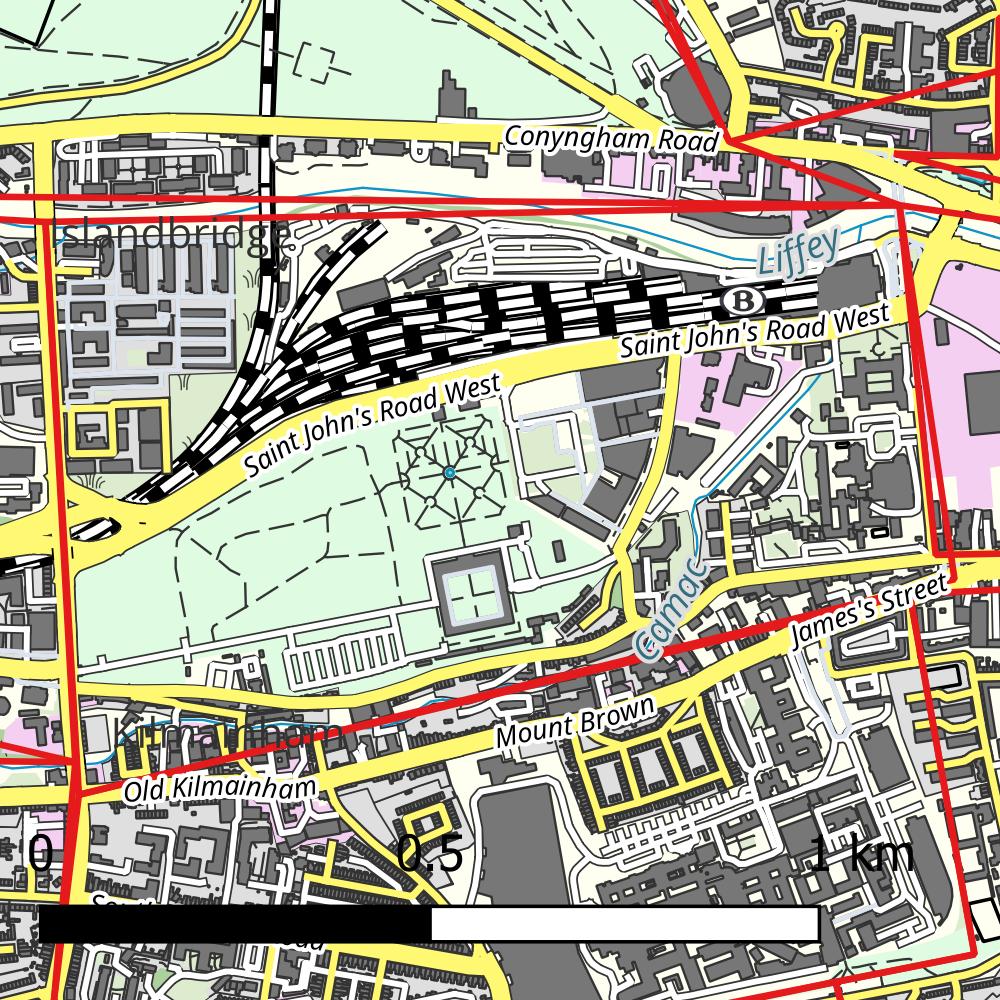 Conyngham Road
Islandbridge
Liffey
B
Saint John's Road West
Saint John's Road West
Camac
James's Street
Kilmainham
Mount Brown
Old Kilmainham
0
0.5
1 km